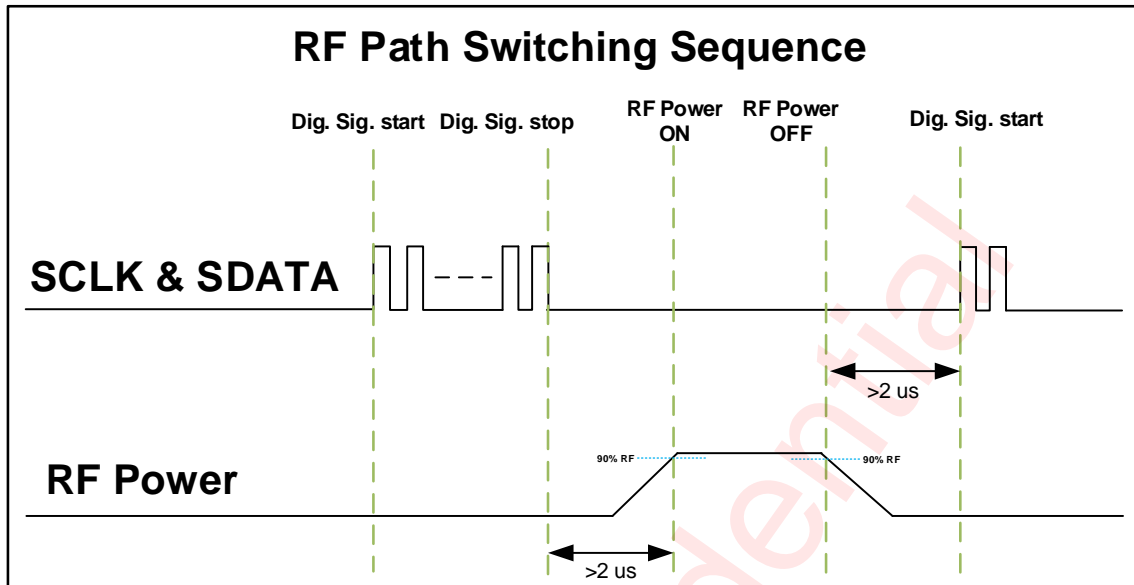 RF Path Switching Sequence
Dig. Sig. start
Dig. Sig. stop
RF Power
ON
RF Power
OFF
Dig. Sig. start
SCLK & SDATA
>2 us
90% RF
90% RF
RF Power
>2 us
dential